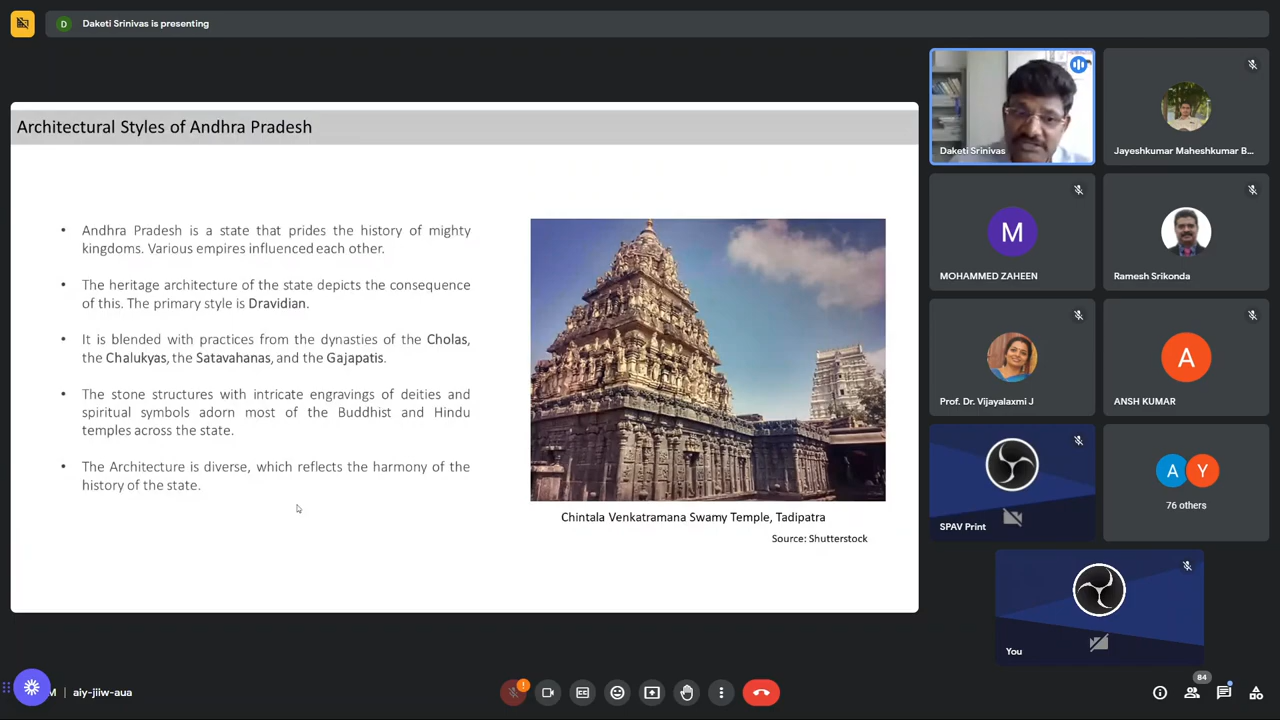 D
Daketi Srinivas is presenting
Architectural Styles of Andhra Pradesh
• Andhra Pradesh is a state that prides the history of mighty
kingdoms. Various empires influenced each other.
• The heritage architecture of the state depicts the consequence
of this. The primary style is Dravidian.
• It is blended with practices from the dynasties of the Cholas,
the Chalukyas, the Satavahanas, and the Gajapatis.
• The stone structures with intricate engravings of deities and
spiritual symbols adorn most of the Buddhist and Hindu
temples across the state.
• The Architecture is diverse, which reflects the harmony of the
history of the state.
Chintala Venkatramana Swamy Temple, Tadipatra
Source: Shutterstock
Daketi Srinivas
Jayeshkumar Maheshkumar B...
M
MOHAMMED ZAHEEN
Ramesh Srikonda
Prof. Dr. Vijayalaxmi J
A
ANSH KUMAR
SPAV Print
A Y
76 others
You
M | aiy-jiiw-aua
!
CC
84